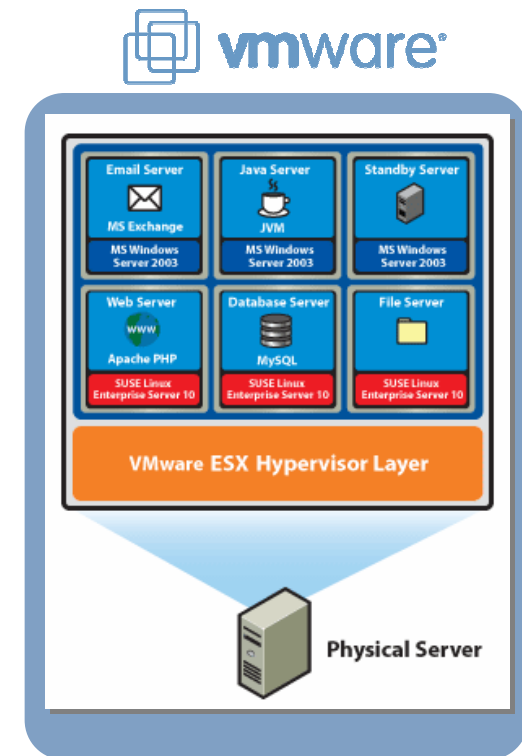 vmware®
Email Server
MS Exchange
MS Windows
Server 2003
Java Server
JVM
MS Windows
Server 2003
Standby Server
MS Windows
Server 2003
Web Server
www
Apache PHP
SUSE Linux
Enterprise Server 10
Database Server
MySQL
SUSE Linux
Enterprise Server 10
File Server
SUSE Linux
Enterprise Server 10
VMware ESX Hypervisor Layer
Physical Server